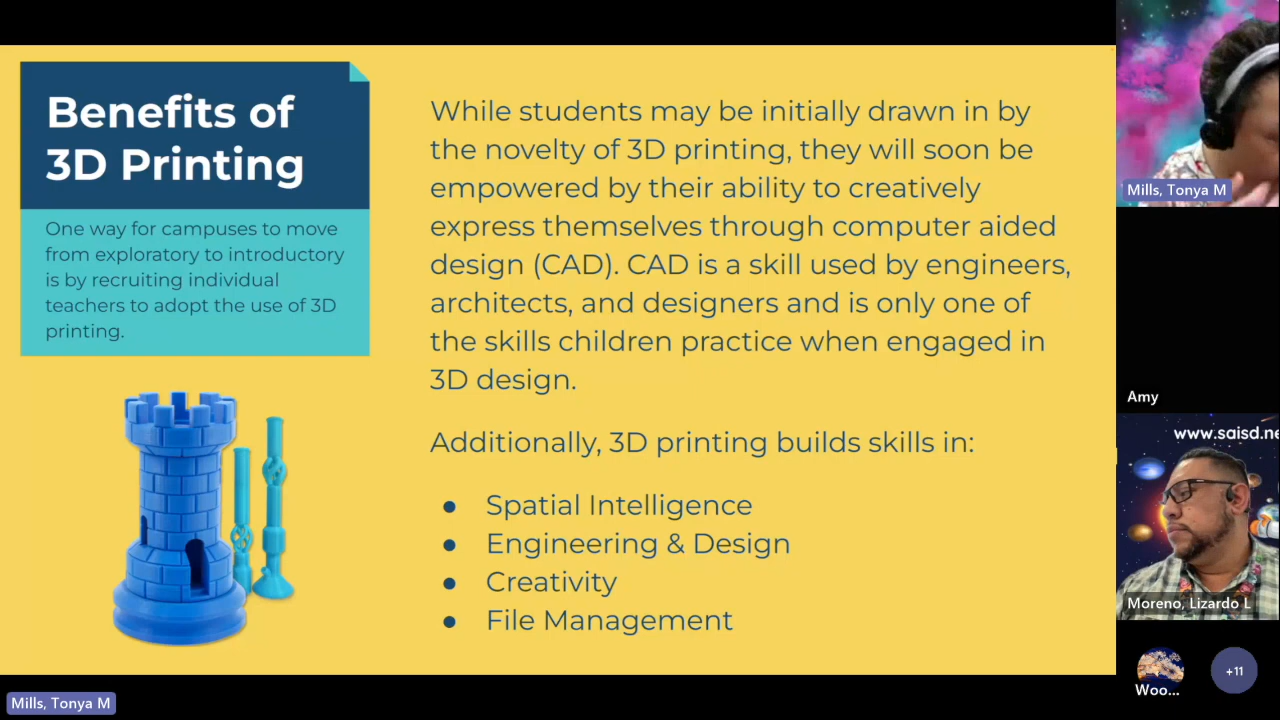 Benefits of
3D Printing
One way for campuses to move
from exploratory to introductory
is by recruiting individual
teachers to adopt the use of 3D
printing.
While students may be initially drawn in by
the novelty of 3D printing, they will soon be
empowered by their ability to creatively
express themselves through computer aided
design (CAD). CAD is a skill used by engineers,
architects, and designers and is only one of
the skills children practice when engaged in
3D design.
Additionally, 3D printing builds skills in:
● Spatial Intelligence
● Engineering & Design
● Creativity
● File Management
Mills, Tonya M
Amy
www.saisd.ne
Moreno, Lizardo L
Woo...
+11
Mills, Tonya M